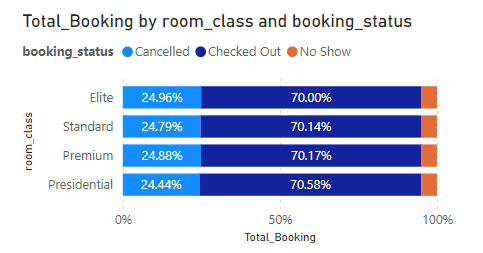 Total_Booking by room_class and booking_status
booking_status Cancelled Checked Out No Show
room_class
Elite 24.96% 70.00%
Standard 24.79% 70.14%
Premium 24.88% 70.17%
Presidential 24.44% 70.58%
0% 50% 100%
Total_Booking